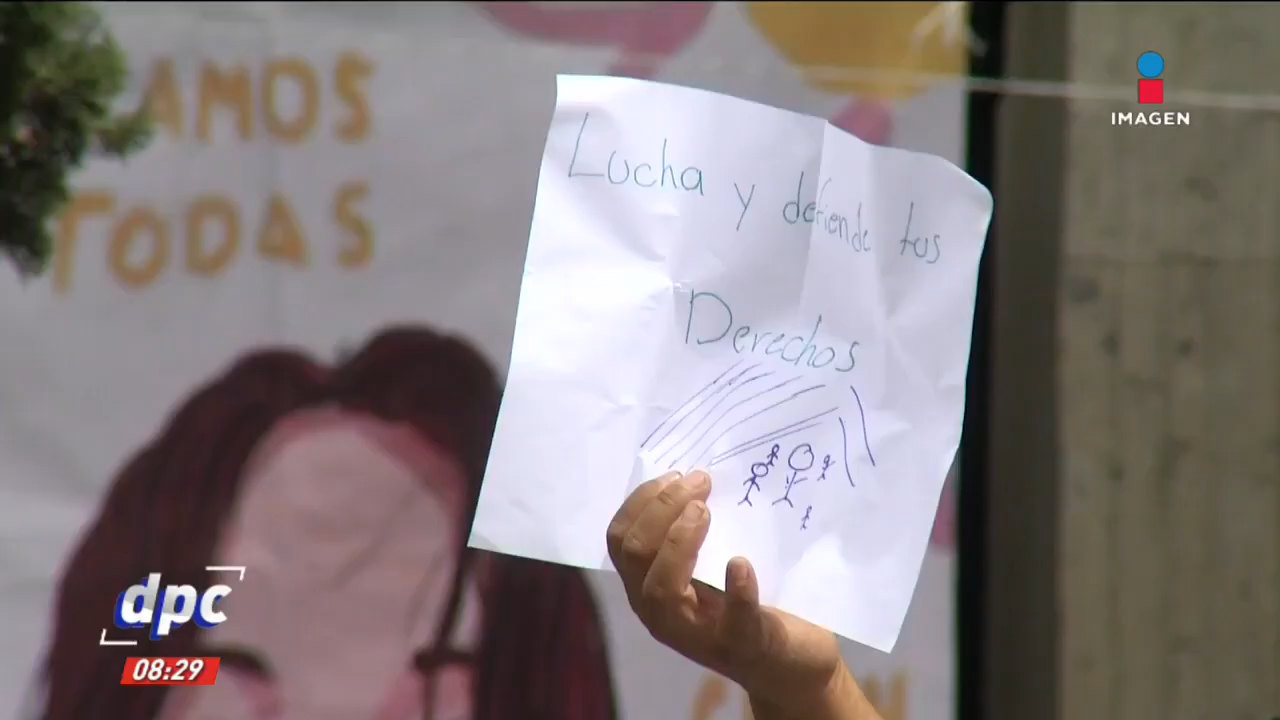 AMOS
TODAS
Lucha y defiende tus
Derechos
IMAGEN
dpc
08:29